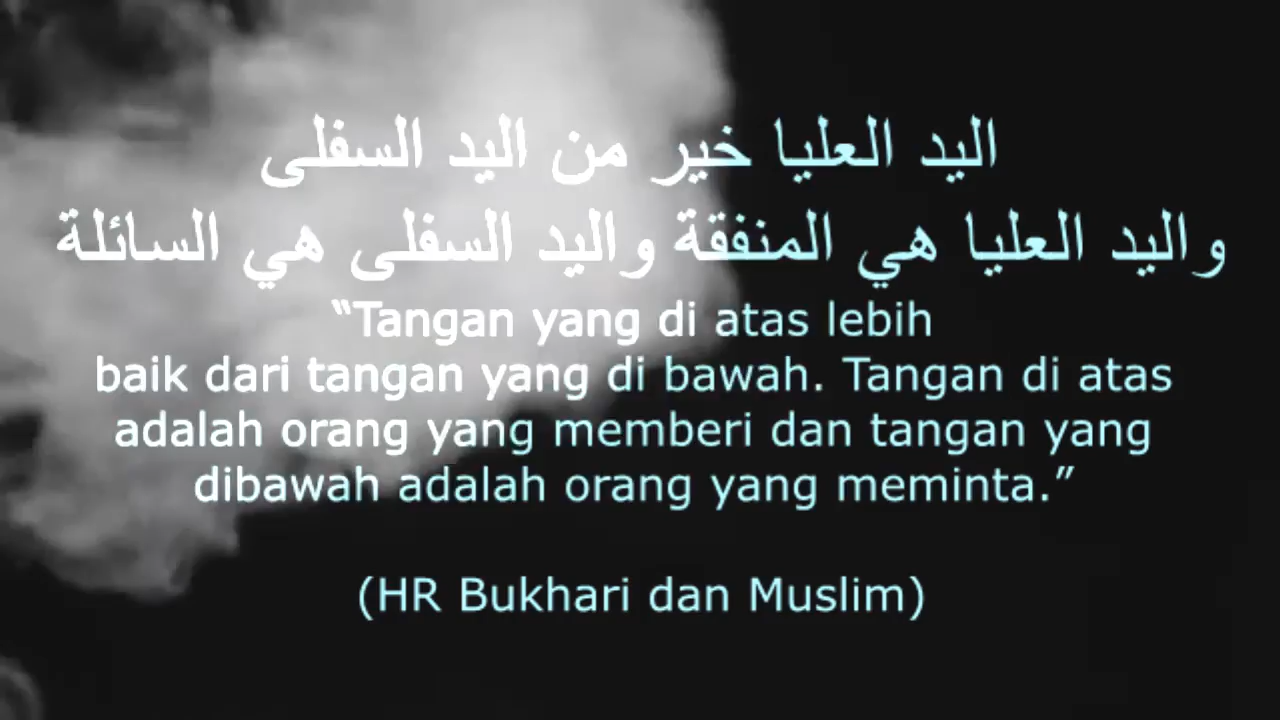 اليد العليا خير من اليد السفلى
واليد العليا هي المنفقة واليد السفلى هي السائلة
“Tangan yang di atas lebih
baik dari tangan yang di bawah. Tangan di atas
adalah orang yang memberi dan tangan yang
dibawah adalah orang yang meminta.”
(HR Bukhari dan Muslim)